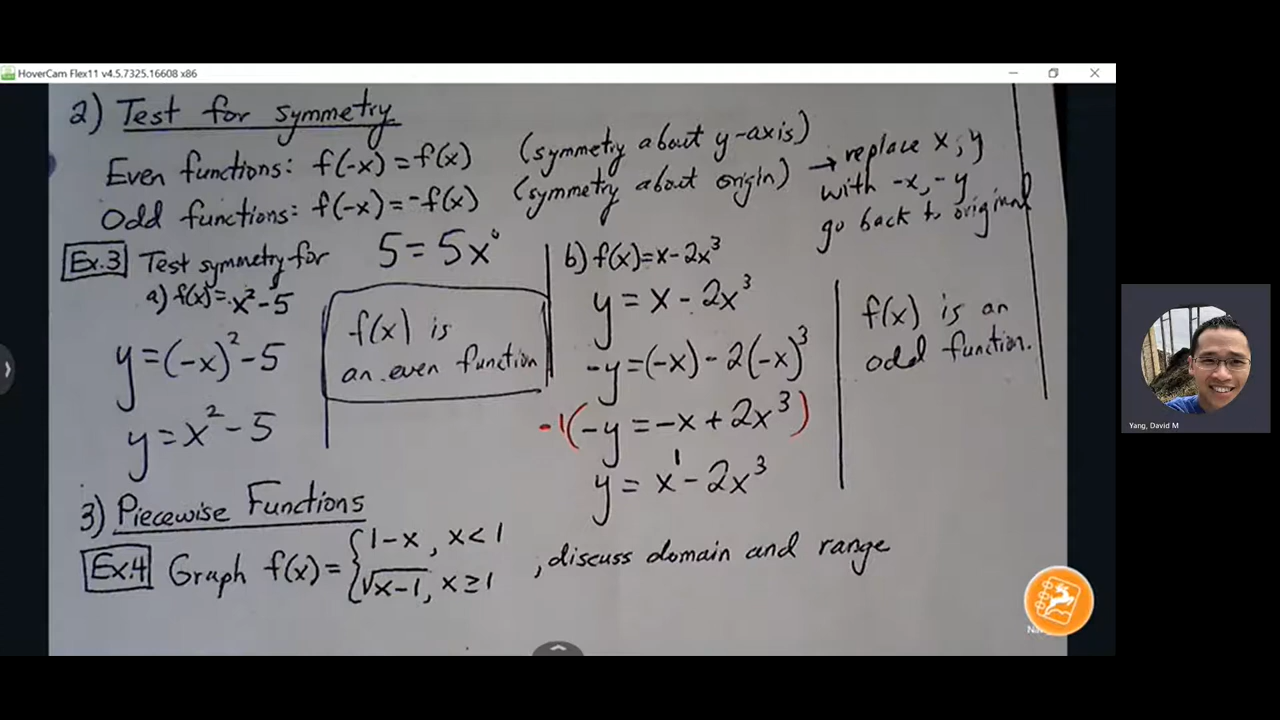 HoverCam Flex11 v4.5.7325.16608 x86
2) Test for symmetry.
Even functions: f(-x) = f(x) (symmetry about y-axis)
Odd functions: f(-x) = -f(x) (symmetry about origin) → replace x, y
with -x, -y
go back to original
Ex.3 Test symmetry for
a) f(x) = x² - 5
y = (-x)² - 5
y = x² - 5
5 = 5x⁰
f(x) is
an even function
b) f(x) = x - 2x³
y = x - 2x³
-y = (-x) - 2(-x)³
-1(-y = -x + 2x³)
y = x¹ - 2x³
f(x) is an
odd function.
3) Piecewise Functions
Ex.4 Graph f(x) = { 1-x, x < 1
√x-1, x ≥ 1 , discuss domain and range
Yang, David M